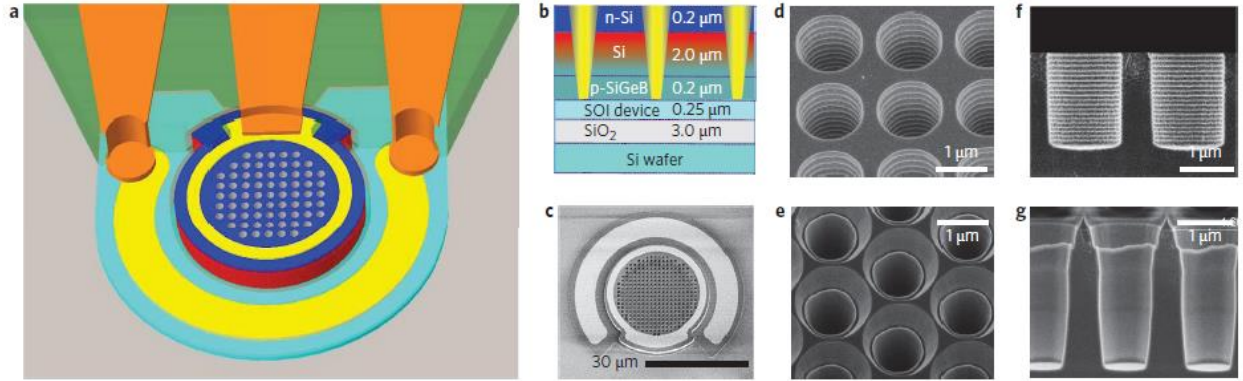 a
b
n-Si 0.2 μm
Si 2.0 μm
p-SiGeB 0.2 μm
SOI device 0.25 μm
SiO₂ 3.0 μm
Si wafer
c
30 μm
d
1 μm
e
1 μm
f
1 μm
g
1 μm